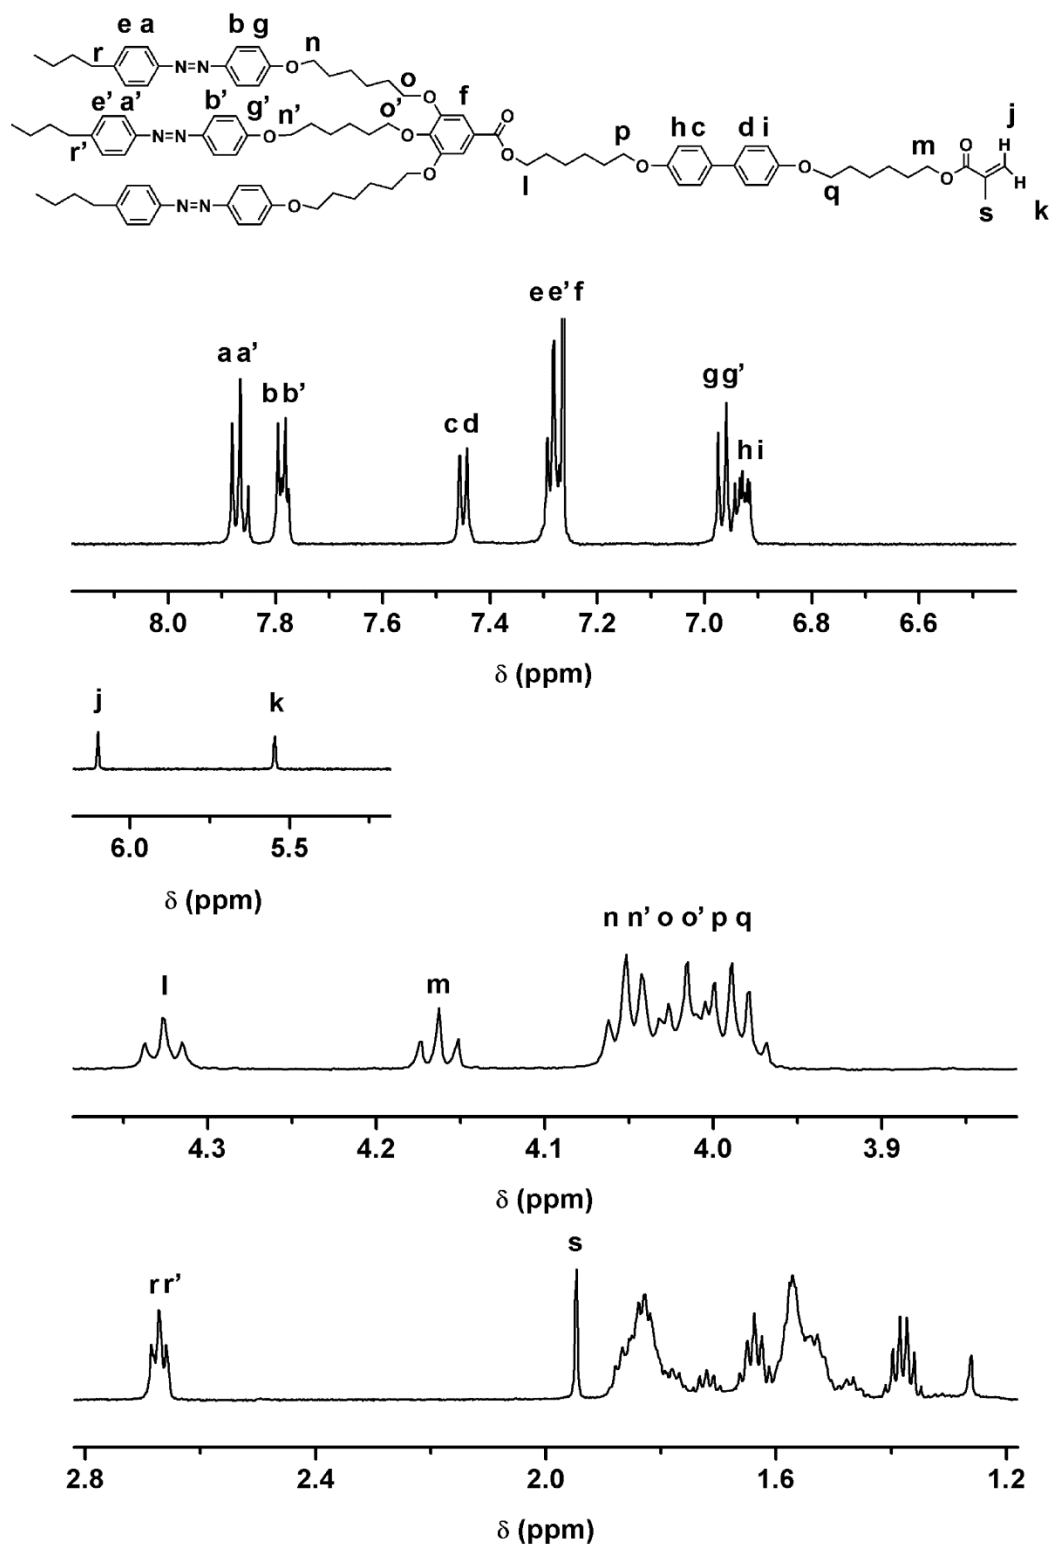 e a b g
r N=N O n
o
e' a' b' g' n' o' O f
N=N O O O p h c d i j
r' O O O O m O H
l q O H
N=N O O s k
e e' f
a a'
b b' g g'
c d h i
8.0 7.8 7.6 7.4 7.2 7.0 6.8 6.6
δ (ppm)
j k
6.0 5.5
δ (ppm)
n n' o o' p q
l m
4.3 4.2 4.1 4.0 3.9
δ (ppm)
s
r r'
2.8 2.4 2.0 1.6 1.2
δ (ppm)